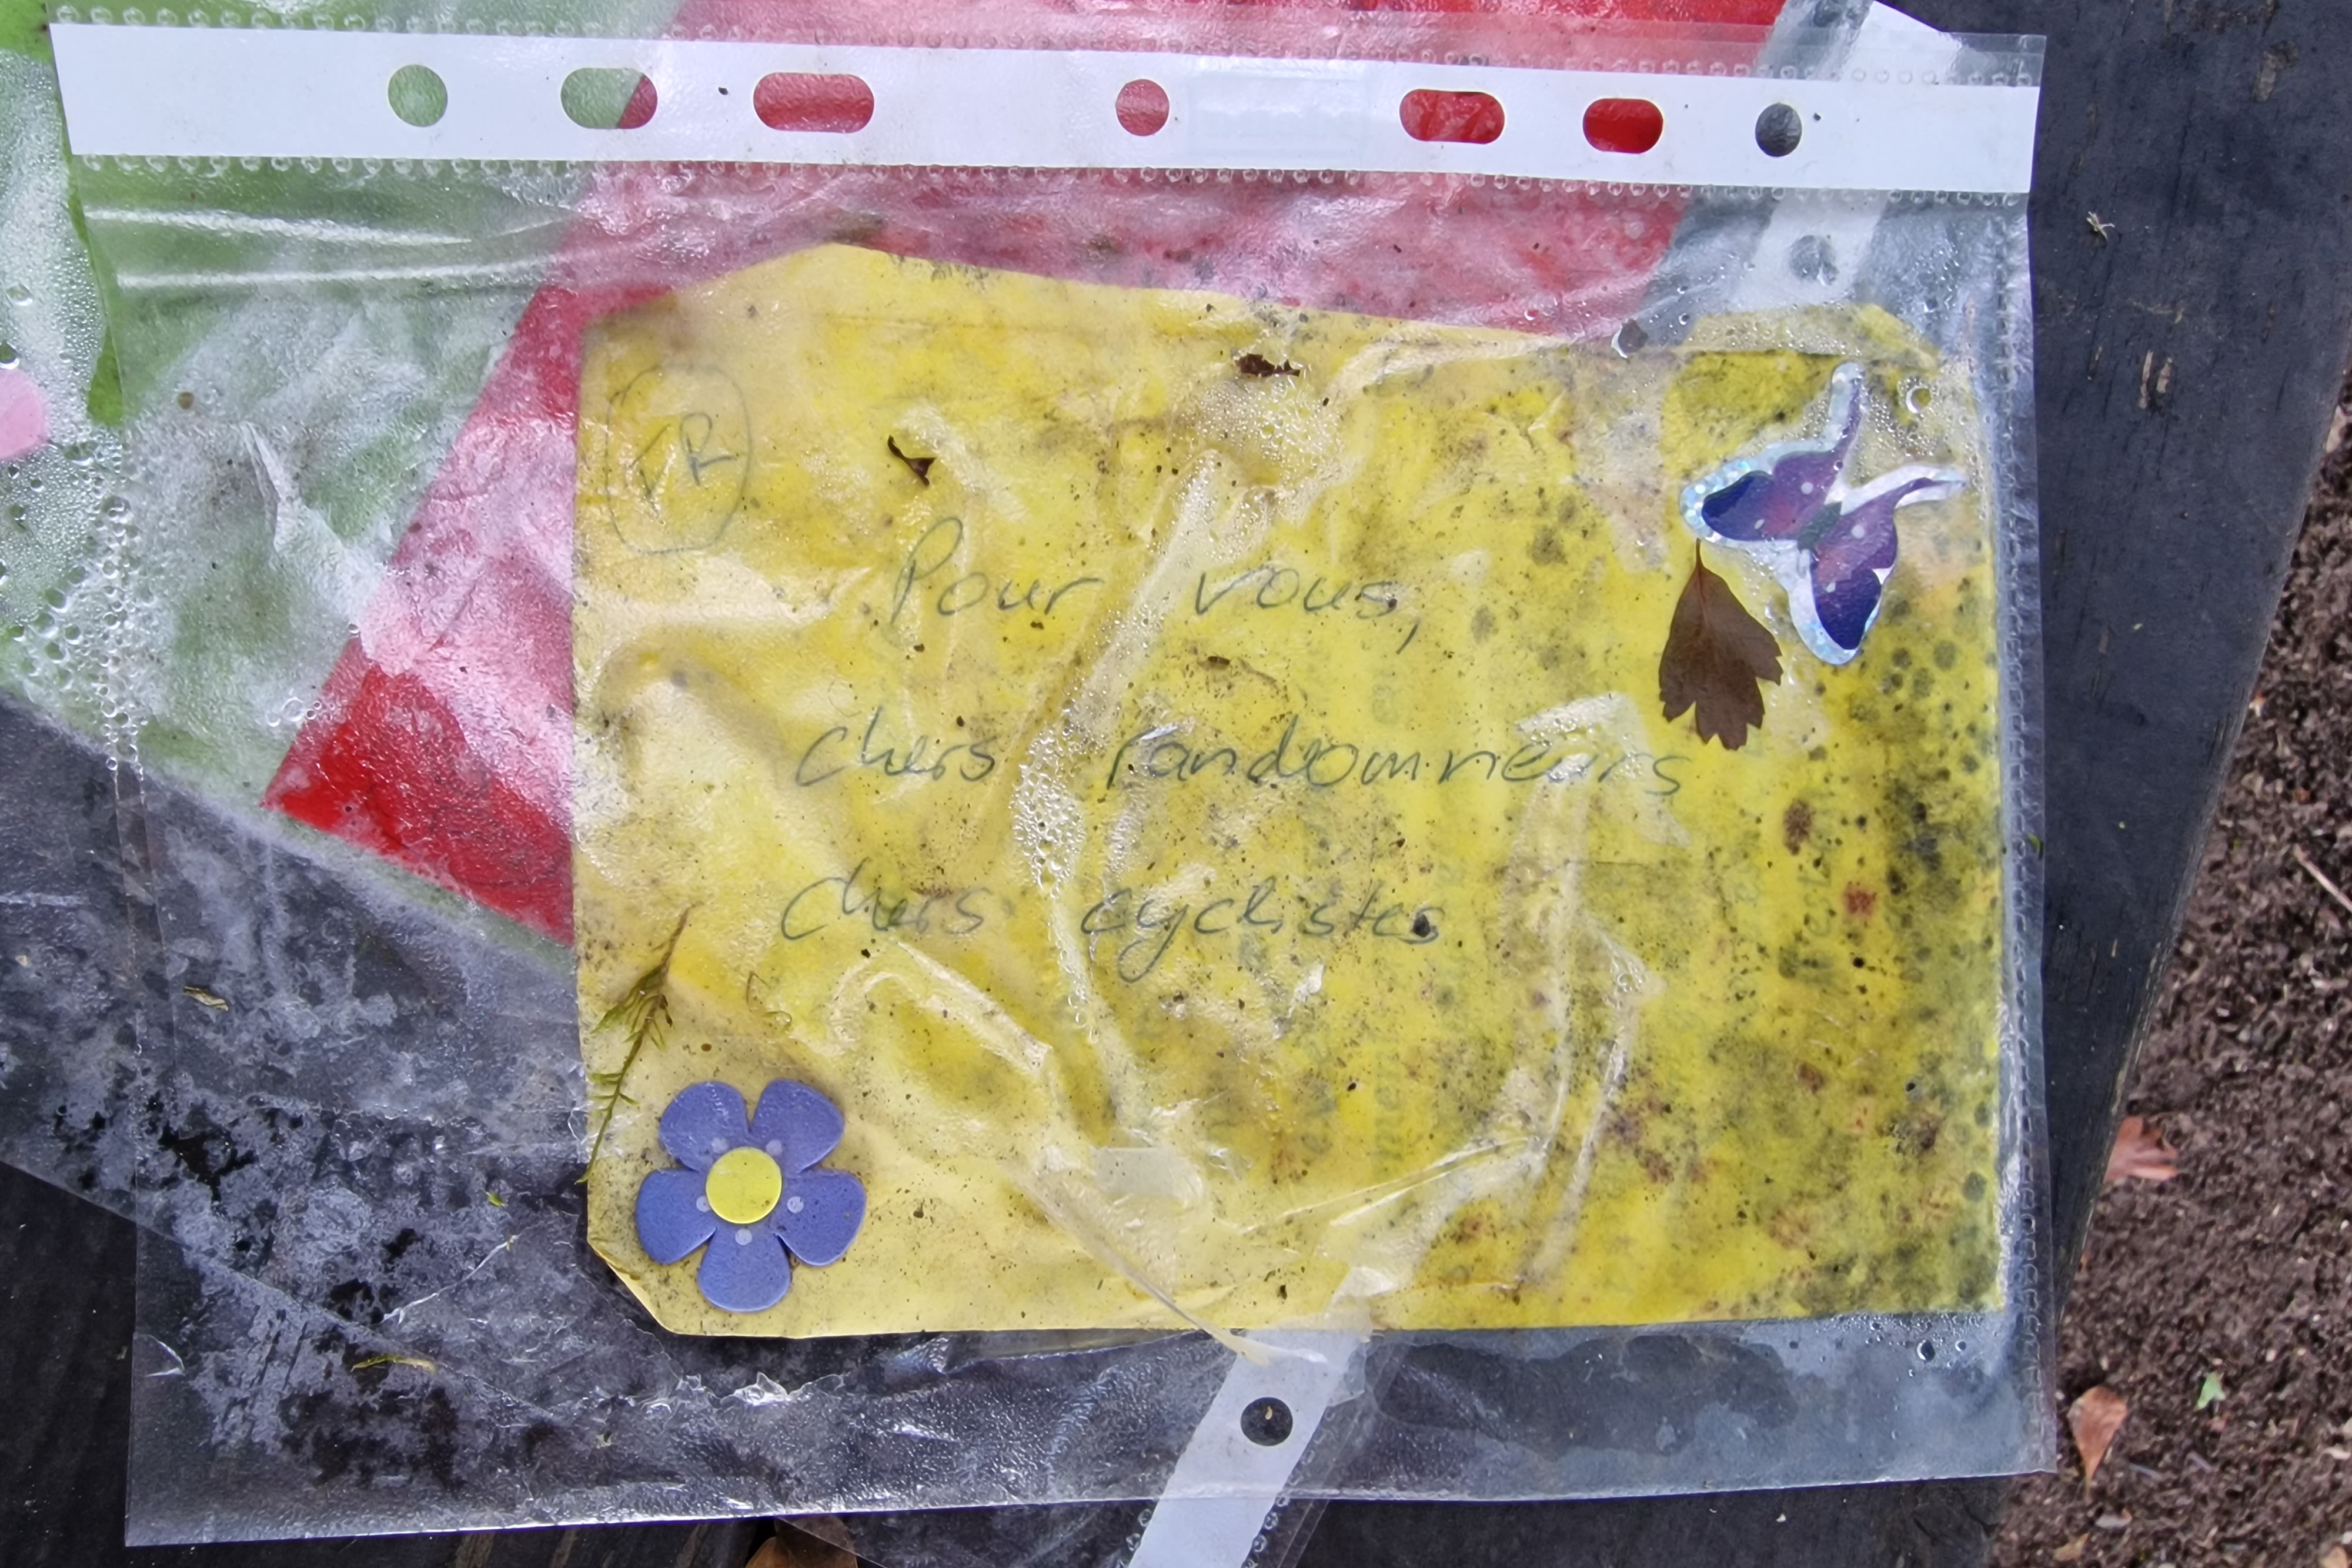 FR
Pour vous,
chers randonneurs
chers cyclistes